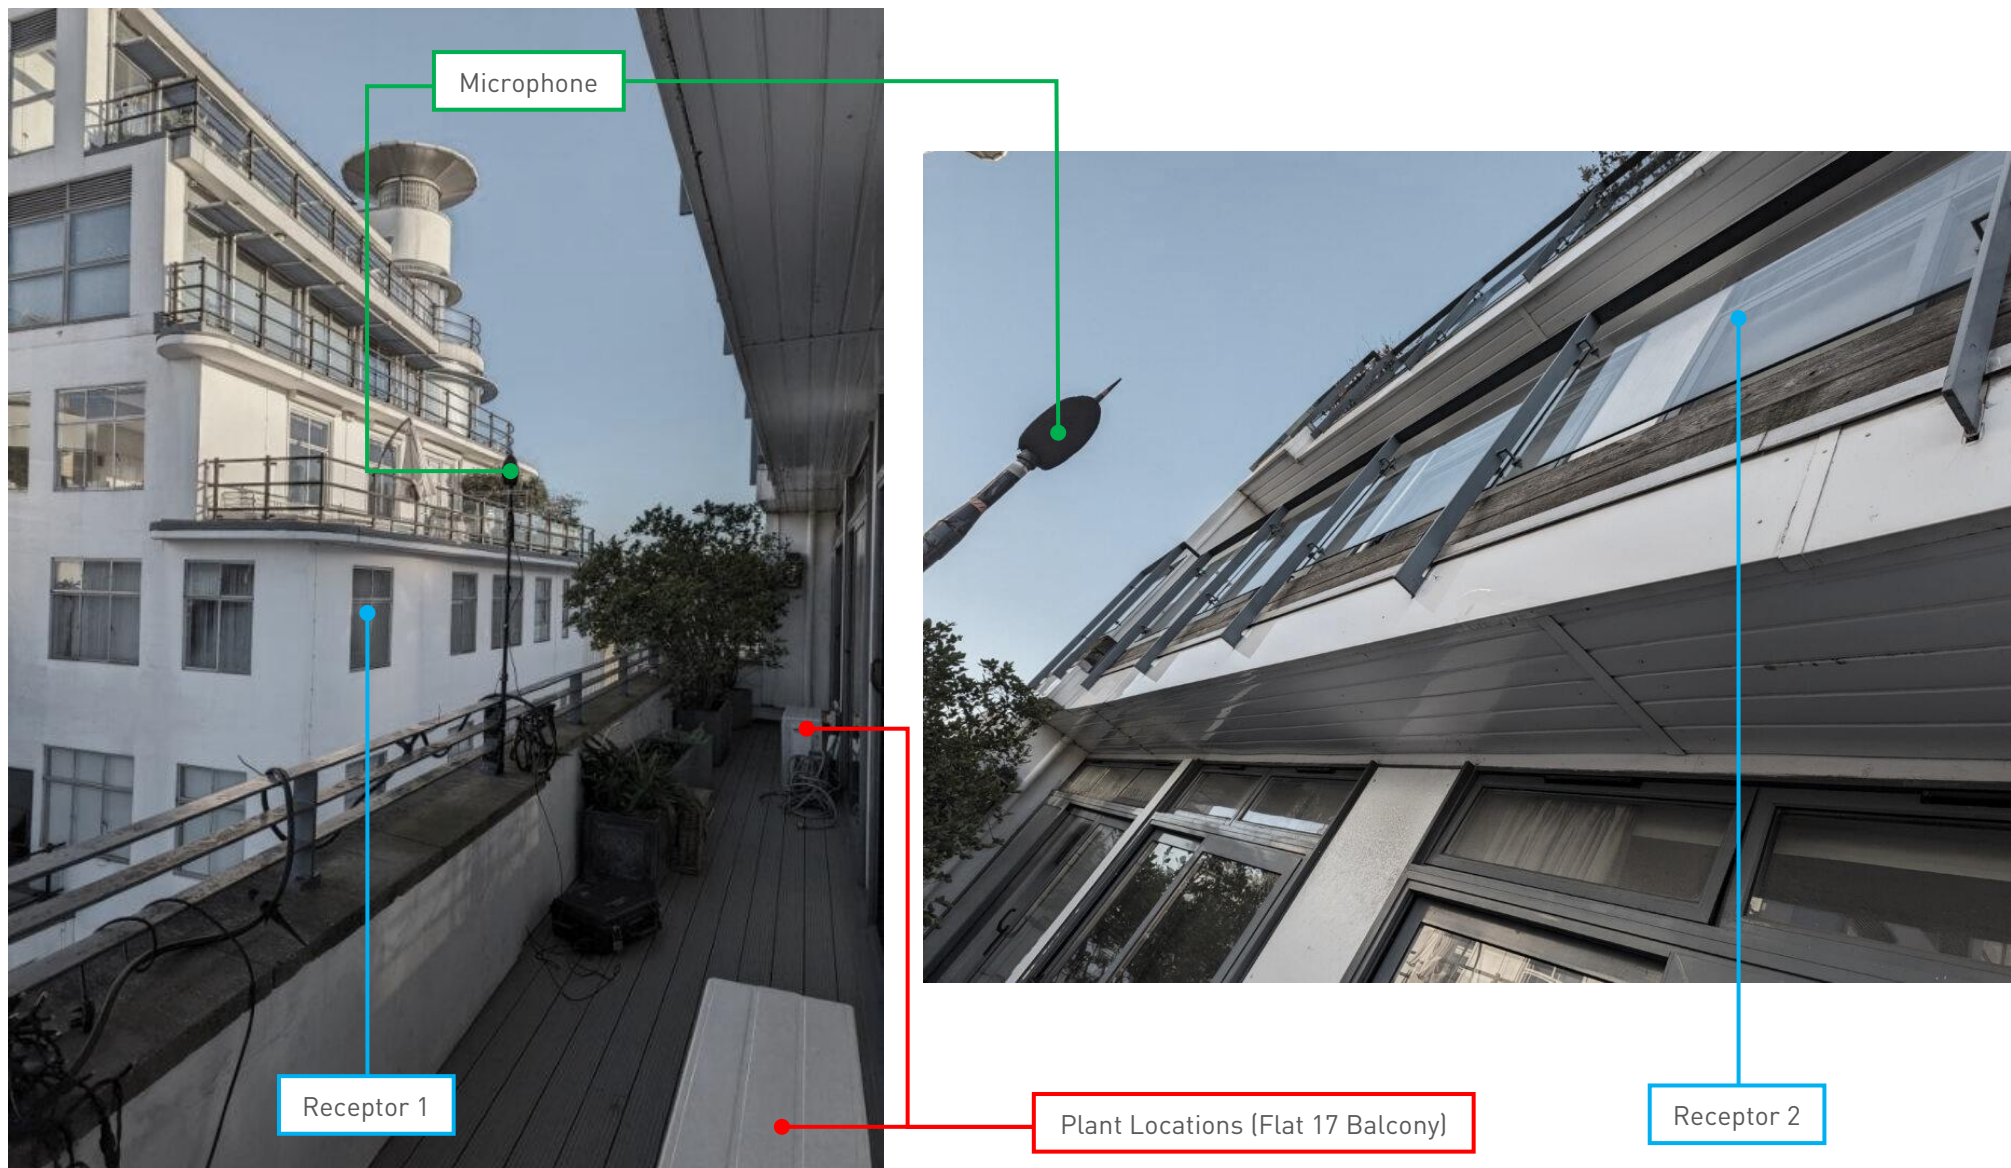 Microphone
Receptor 1
Plant Locations (Flat 17 Balcony)
Receptor 2